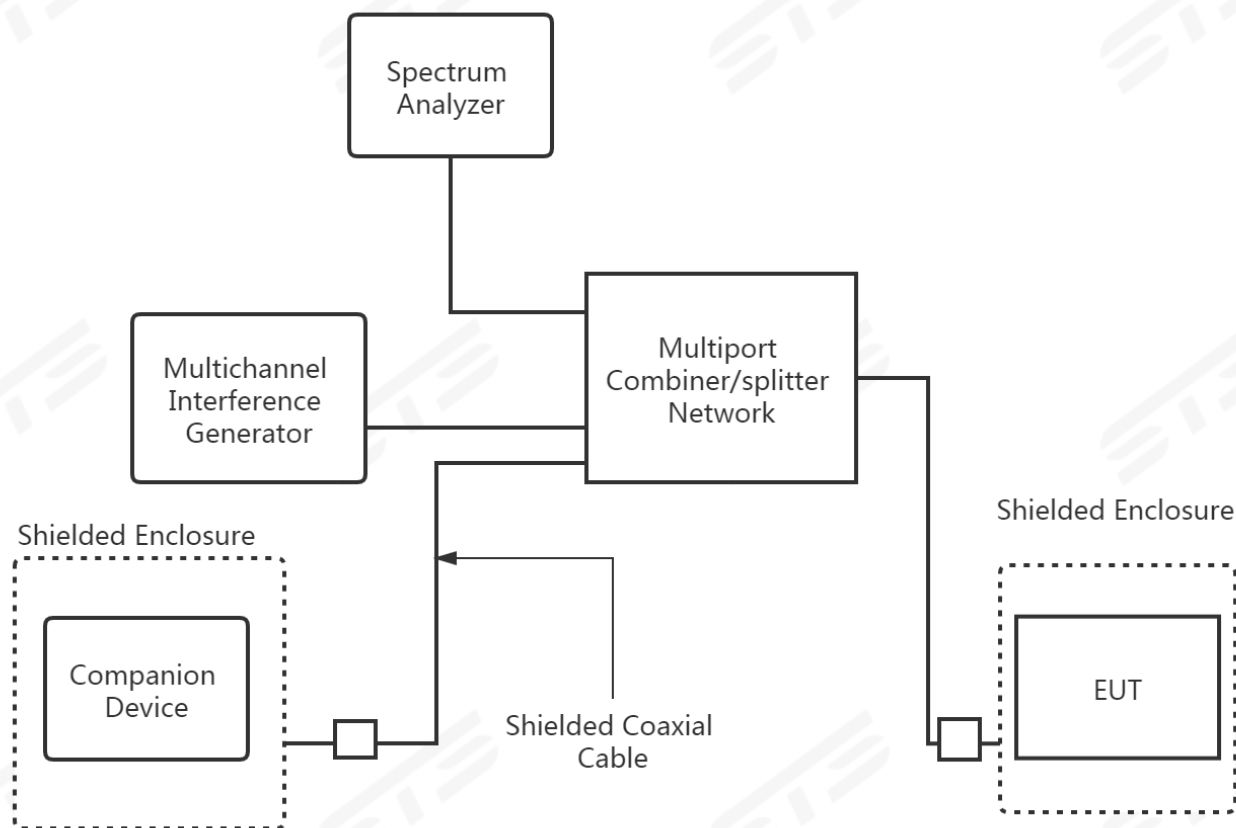 Spectrum
Analyzer
Multichannel
Interference
Generator
Multiport
Combiner/splitter
Network
Shielded Enclosure
Companion
Device
Shielded Coaxial
Cable
Shielded Enclosure
EUT